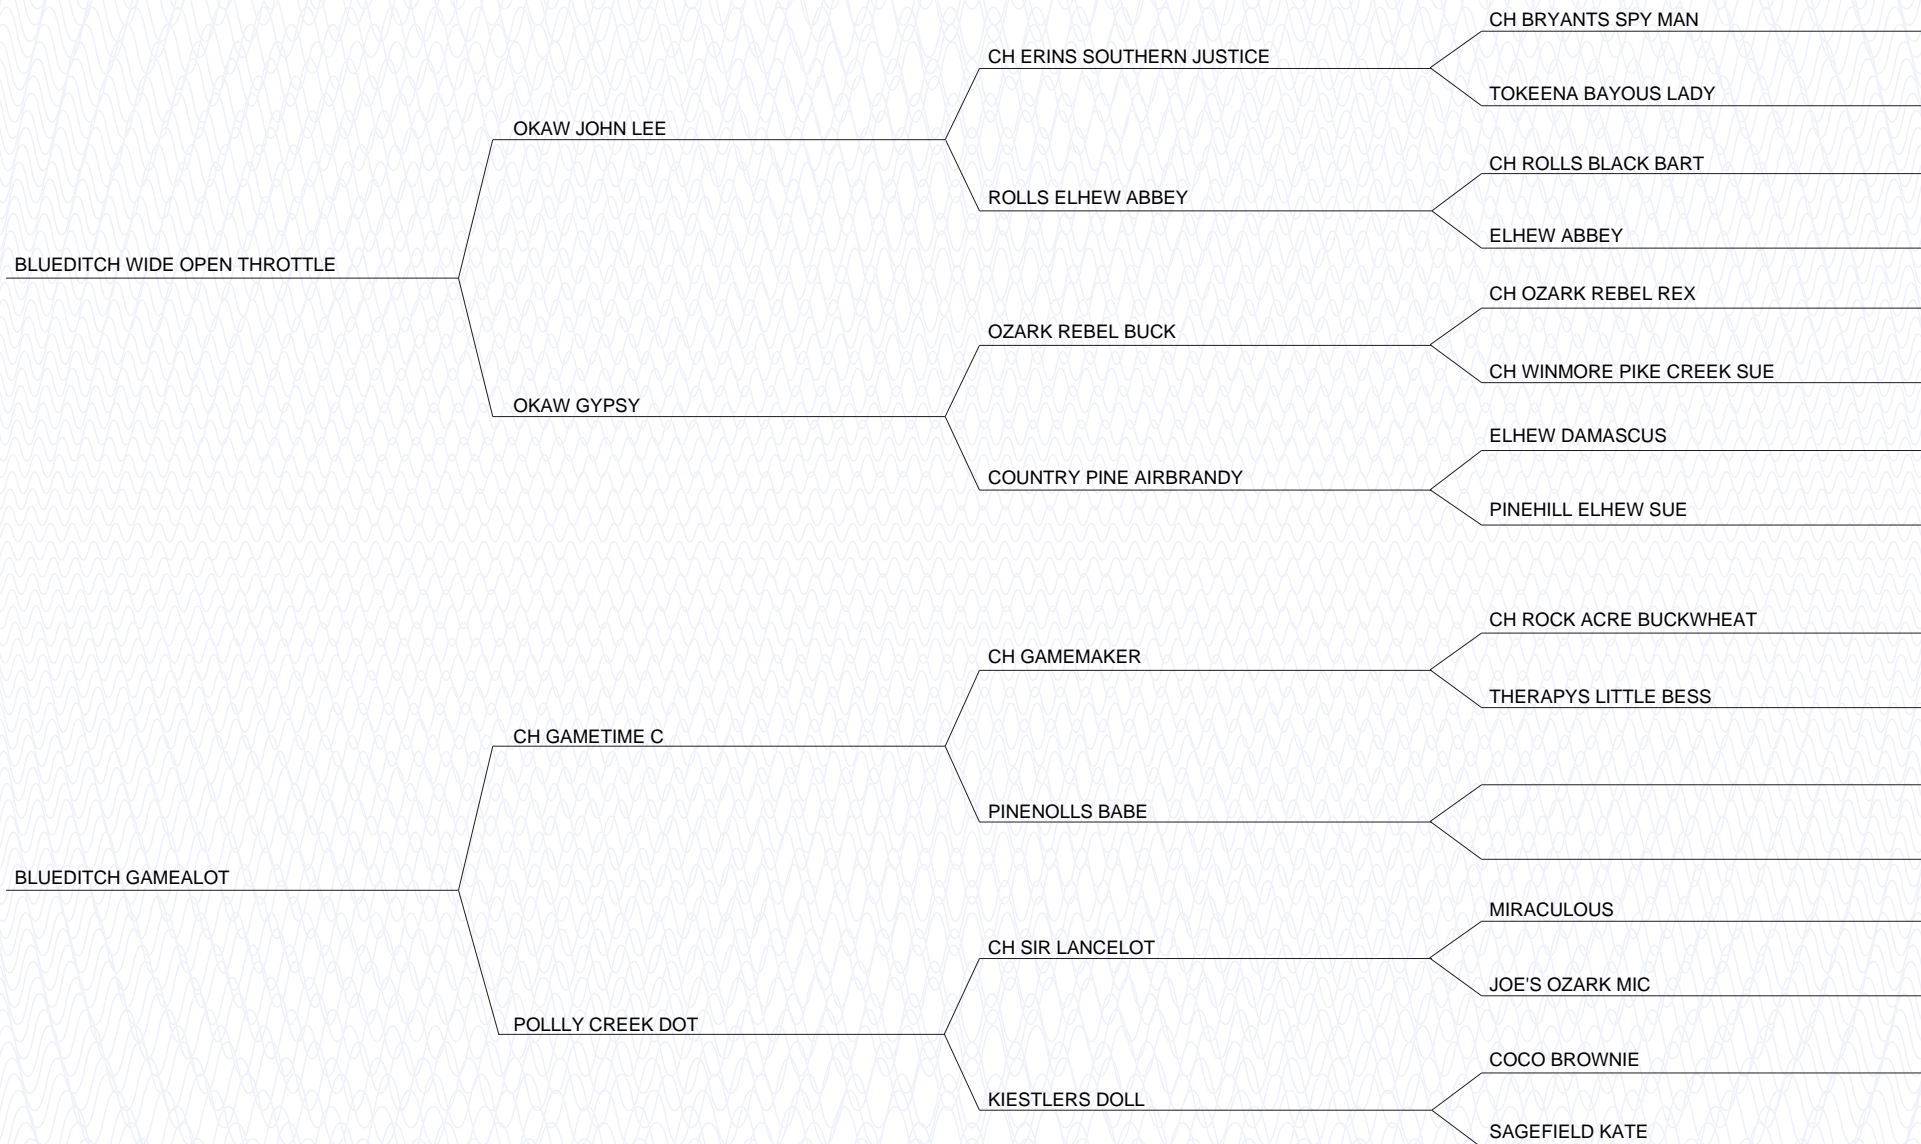 CH BRYANTS SPY MAN
CH ERINS SOUTHERN JUSTICE
TOKEENA BAYOUS LADY
OKAW JOHN LEE
CH ROLLS BLACK BART
ROLLS ELHEW ABBEY
ELHEW ABBEY
BLUEDITCH WIDE OPEN THROTTLE
CH OZARK REBEL REX
OZARK REBEL BUCK
CH WINMORE PIKE CREEK SUE
OKAW GYPSY
ELHEW DAMASCUS
COUNTRY PINE AIRBRANDY
PINEHILL ELHEW SUE
CH ROCK ACRE BUCKWHEAT
CH GAMEMAKER
THERAPYS LITTLE BESS
CH GAMETIME C
PINENOLLS BABE
BLUEDITCH GAMEALOT
MIRACULOUS
CH SIR LANCELOT
JOE'S OZARK MIC
POLLLY CREEK DOT
COCO BROWNIE
KIESTLERS DOLL
SAGEFIELD KATE